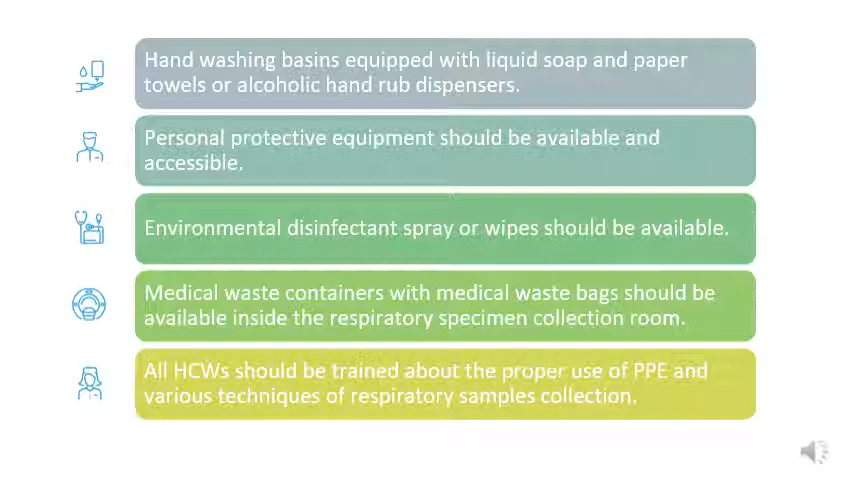 Hand washing basins equipped with liquid soap and paper
towels or alcoholic hand rub dispensers.
Personal protective equipment should be available and
accessible.
Environmental disinfectant spray or wipes should be available.
Medical waste containers with medical waste bags should be
available inside the respiratory specimen collection room.
All HCWs should be trained about the proper use of PPE and
various techniques of respiratory samples collection.